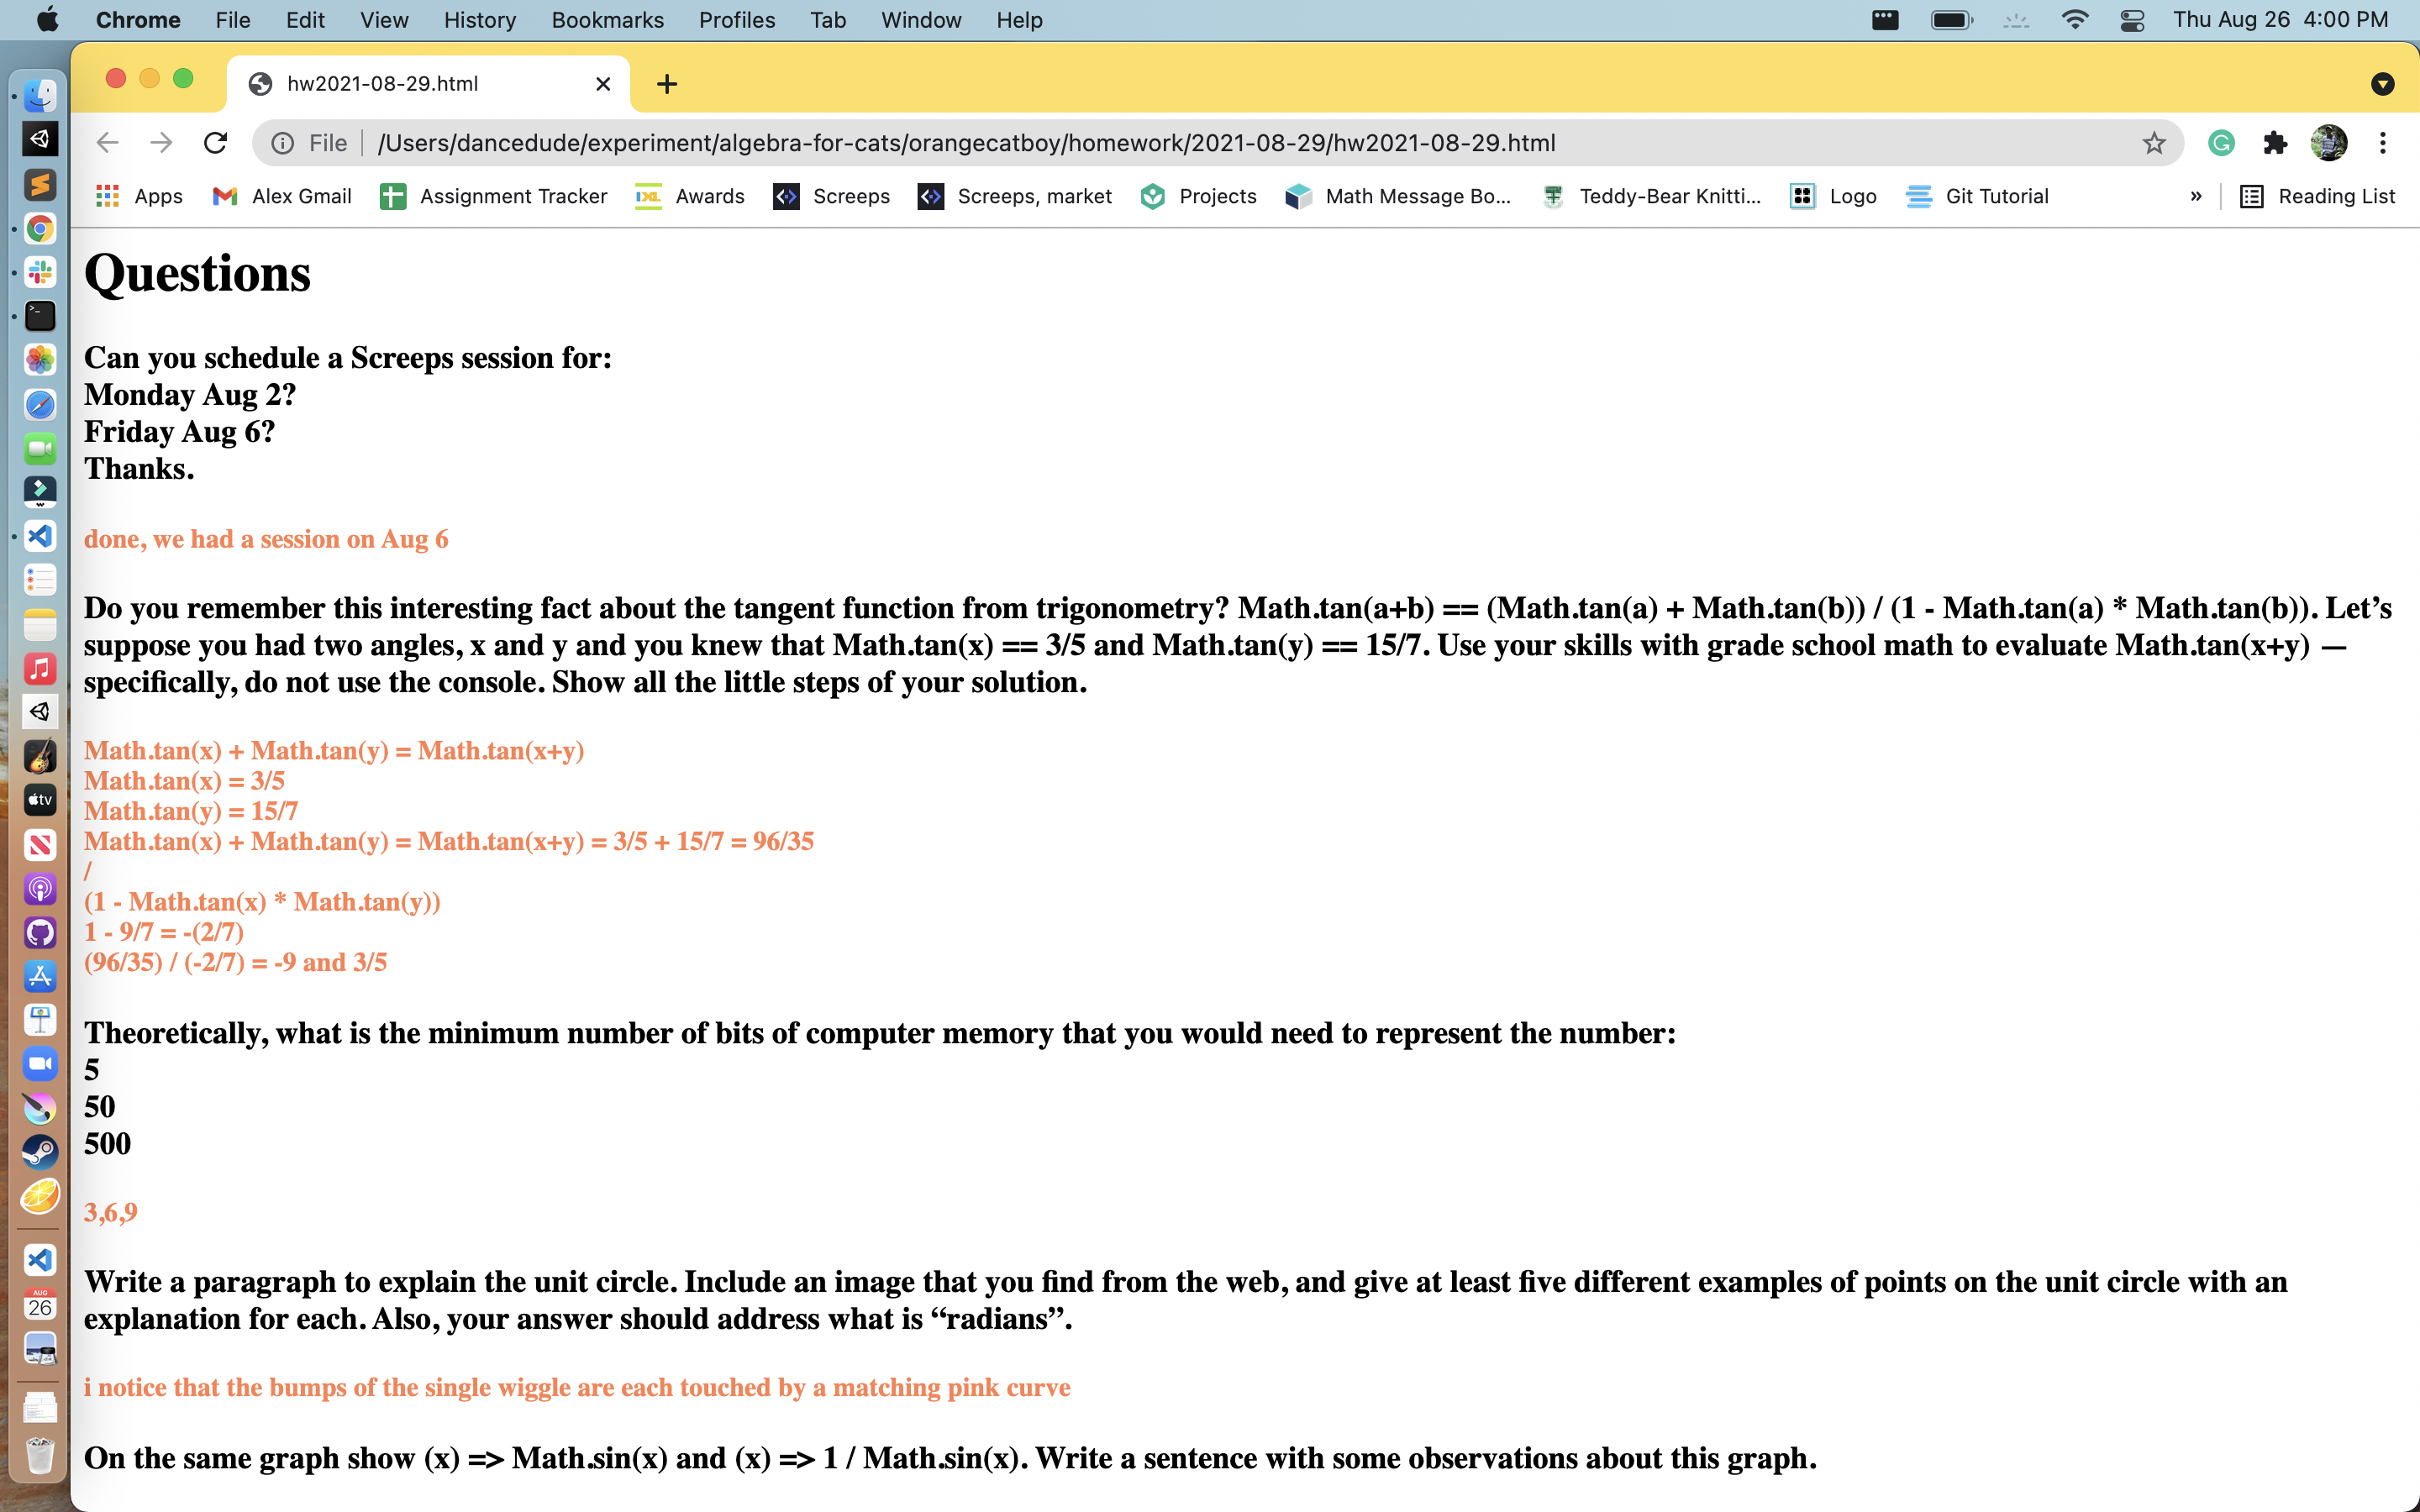 Chrome File Edit View History Bookmarks Profiles Tab Window Help Thu Aug 26 4:00 PM
hw2021-08-29.html
File /Users/dancedude/experiment/algebra-for-cats/orangecatboy/homework/2021-08-29/hw2021-08-29.html
Apps Alex Gmail Assignment Tracker IXL Awards Screeps Screeps, market Projects Math Message Bo... Teddy-Bear Knitti... Logo Git Tutorial » Reading List
Questions
Can you schedule a Screeps session for:
Monday Aug 2?
Friday Aug 6?
Thanks.
done, we had a session on Aug 6
Do you remember this interesting fact about the tangent function from trigonometry? Math.tan(a+b) == (Math.tan(a) + Math.tan(b)) / (1 - Math.tan(a) * Math.tan(b)). Let’s
suppose you had two angles, x and y and you knew that Math.tan(x) == 3/5 and Math.tan(y) == 15/7. Use your skills with grade school math to evaluate Math.tan(x+y) —
specifically, do not use the console. Show all the little steps of your solution.
Math.tan(x) + Math.tan(y) = Math.tan(x+y)
Math.tan(x) = 3/5
Math.tan(y) = 15/7
Math.tan(x) + Math.tan(y) = Math.tan(x+y) = 3/5 + 15/7 = 96/35
/
(1 - Math.tan(x) * Math.tan(y))
1 - 9/7 = -(2/7)
(96/35) / (-2/7) = -9 and 3/5
Theoretically, what is the minimum number of bits of computer memory that you would need to represent the number:
5
50
500
3,6,9
Write a paragraph to explain the unit circle. Include an image that you find from the web, and give at least five different examples of points on the unit circle with an
explanation for each. Also, your answer should address what is “radians”.
i notice that the bumps of the single wiggle are each touched by a matching pink curve
On the same graph show (x) => Math.sin(x) and (x) => 1 / Math.sin(x). Write a sentence with some observations about this graph.
tv
AUG
26